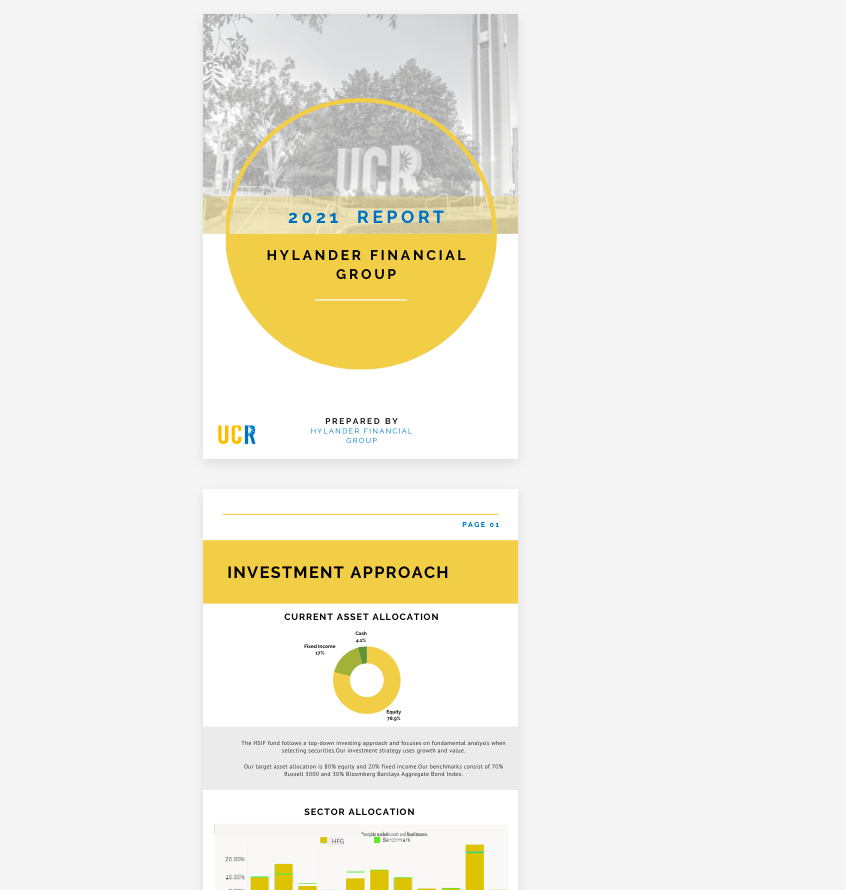 UCR
2021 REPORT
HYLANDER FINANCIAL
GROUP
UCR
PREPARED BY
HYLANDER FINANCIAL
GROUP
PAGE 01
INVESTMENT APPROACH
CURRENT ASSET ALLOCATION
Cash
4.1%
Fixed Income
17%
Equity
78.9%
The HSIF fund follows a top-down investing approach and focuses on fundamental analysis when
selecting securities.Our investment strategy uses growth and value.
Our target asset allocation is 80% equity and 20% fixed income.Our benchmarks consist of 70%
Russell 3000 and 30% Bloomberg Barclays Aggregate Bond Index.
SECTOR ALLOCATION
HFG
Benchmark
20.00%
10.00%